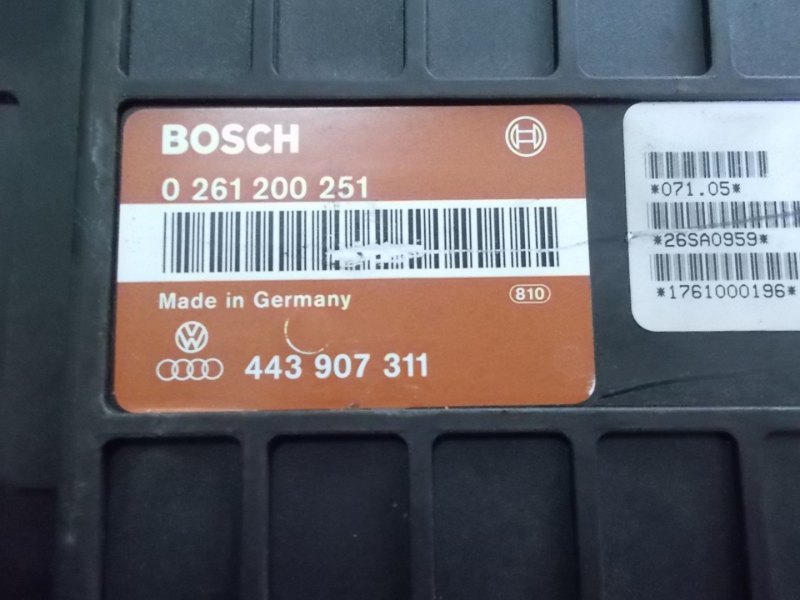 BOSCH
0 261 200 251
Made in Germany
810
443 907 311
*071.05*
*26SA0959*
*1761000196*